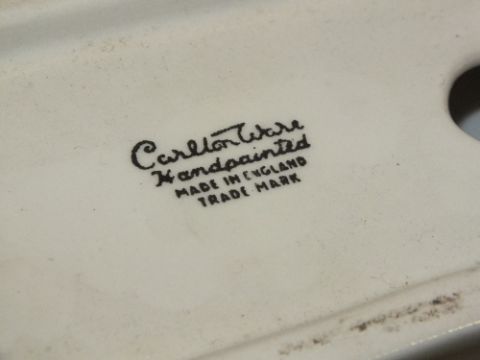 Carlton Ware
Handpainted
MADE IN ENGLAND
TRADE MARK